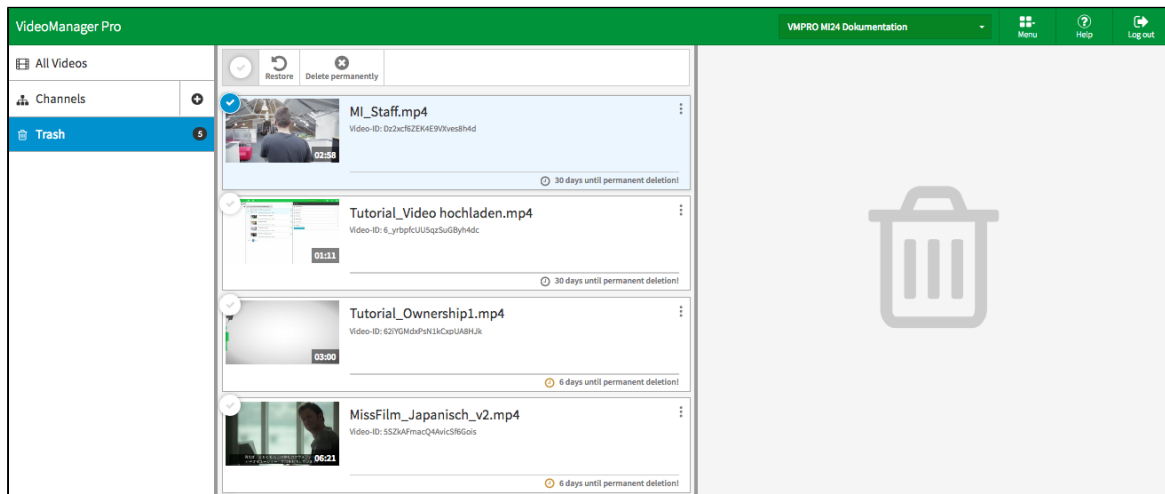 VideoManager Pro
VMPRO MI24 Dokumentation
Menu
Help
Log out
All Videos
Channels
Trash
5
Restore
Delete permanently
MI_Staff.mp4
Video-ID: Dz2xcf6ZEK4E9VXves8h4d
02:58
30 days until permanent deletion!
Tutorial_Video hochladen.mp4
Video-ID: 6_yrbpfcUU5qzSuGByh4dc
01:11
30 days until permanent deletion!
Tutorial_Ownership1.mp4
Video-ID: 62iYGMdxPsN1kCxpUA8HJk
03:00
6 days until permanent deletion!
MissFilm_Japanisch_v2.mp4
Video-ID: 5SZkAFmacQ4AvicSf6Gois
06:21
6 days until permanent deletion!